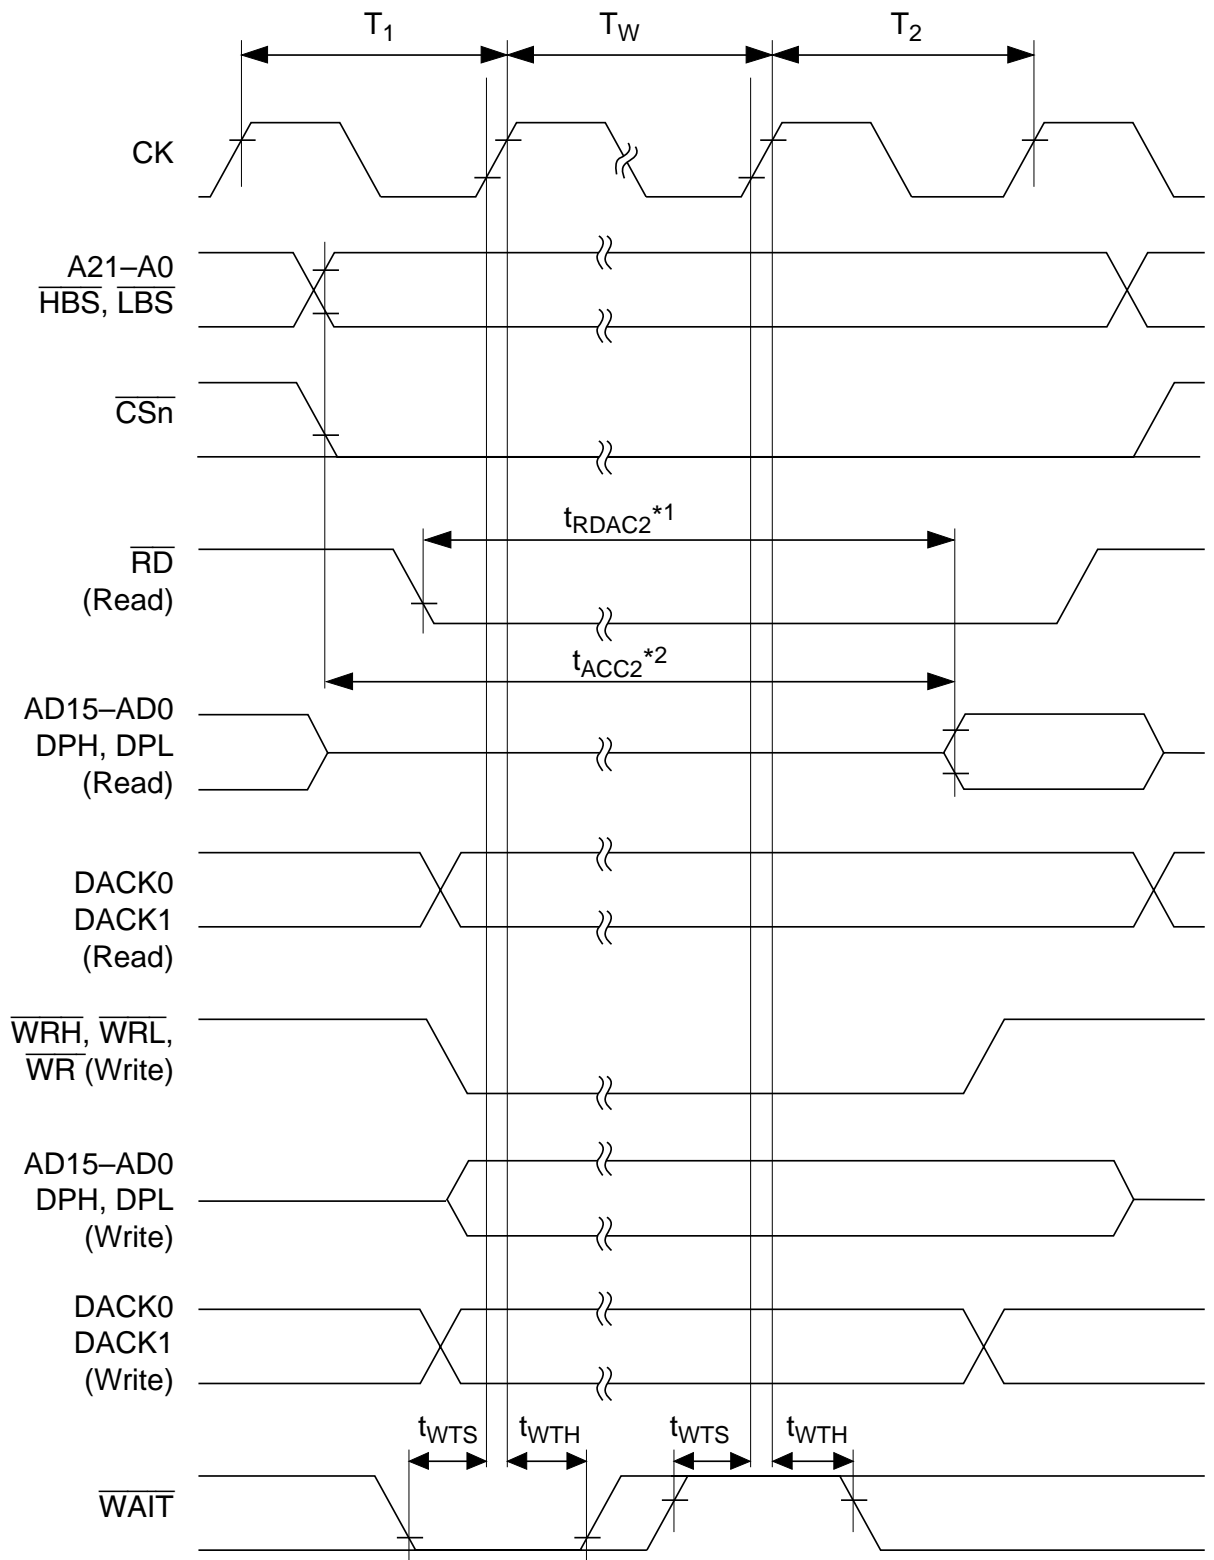 T1 TW T2
CK
A21–A0
HBS, LBS
CSn
tRDAC2*1
RD
(Read)
tACC2*2
AD15–AD0
DPH, DPL
(Read)
DACK0
DACK1
(Read)
WRH, WRL,
WR (Write)
AD15–AD0
DPH, DPL
(Write)
DACK0
DACK1
(Write)
tWTS tWTH tWTS tWTH
WAIT